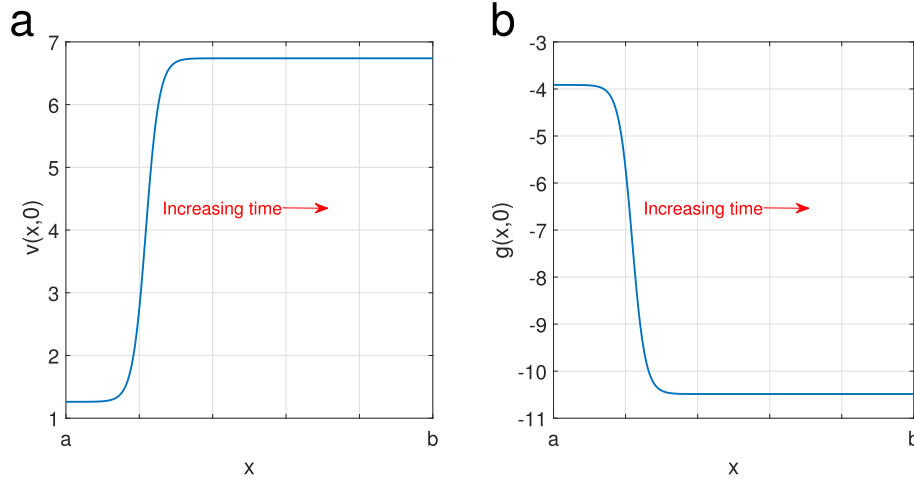 a
7
6
5
4
3
2
1
v(x,0)
Increasing time
a
b
x
b
-3
-4
-5
-6
-7
-8
-9
-10
-11
g(x,0)
Increasing time
a
b
x